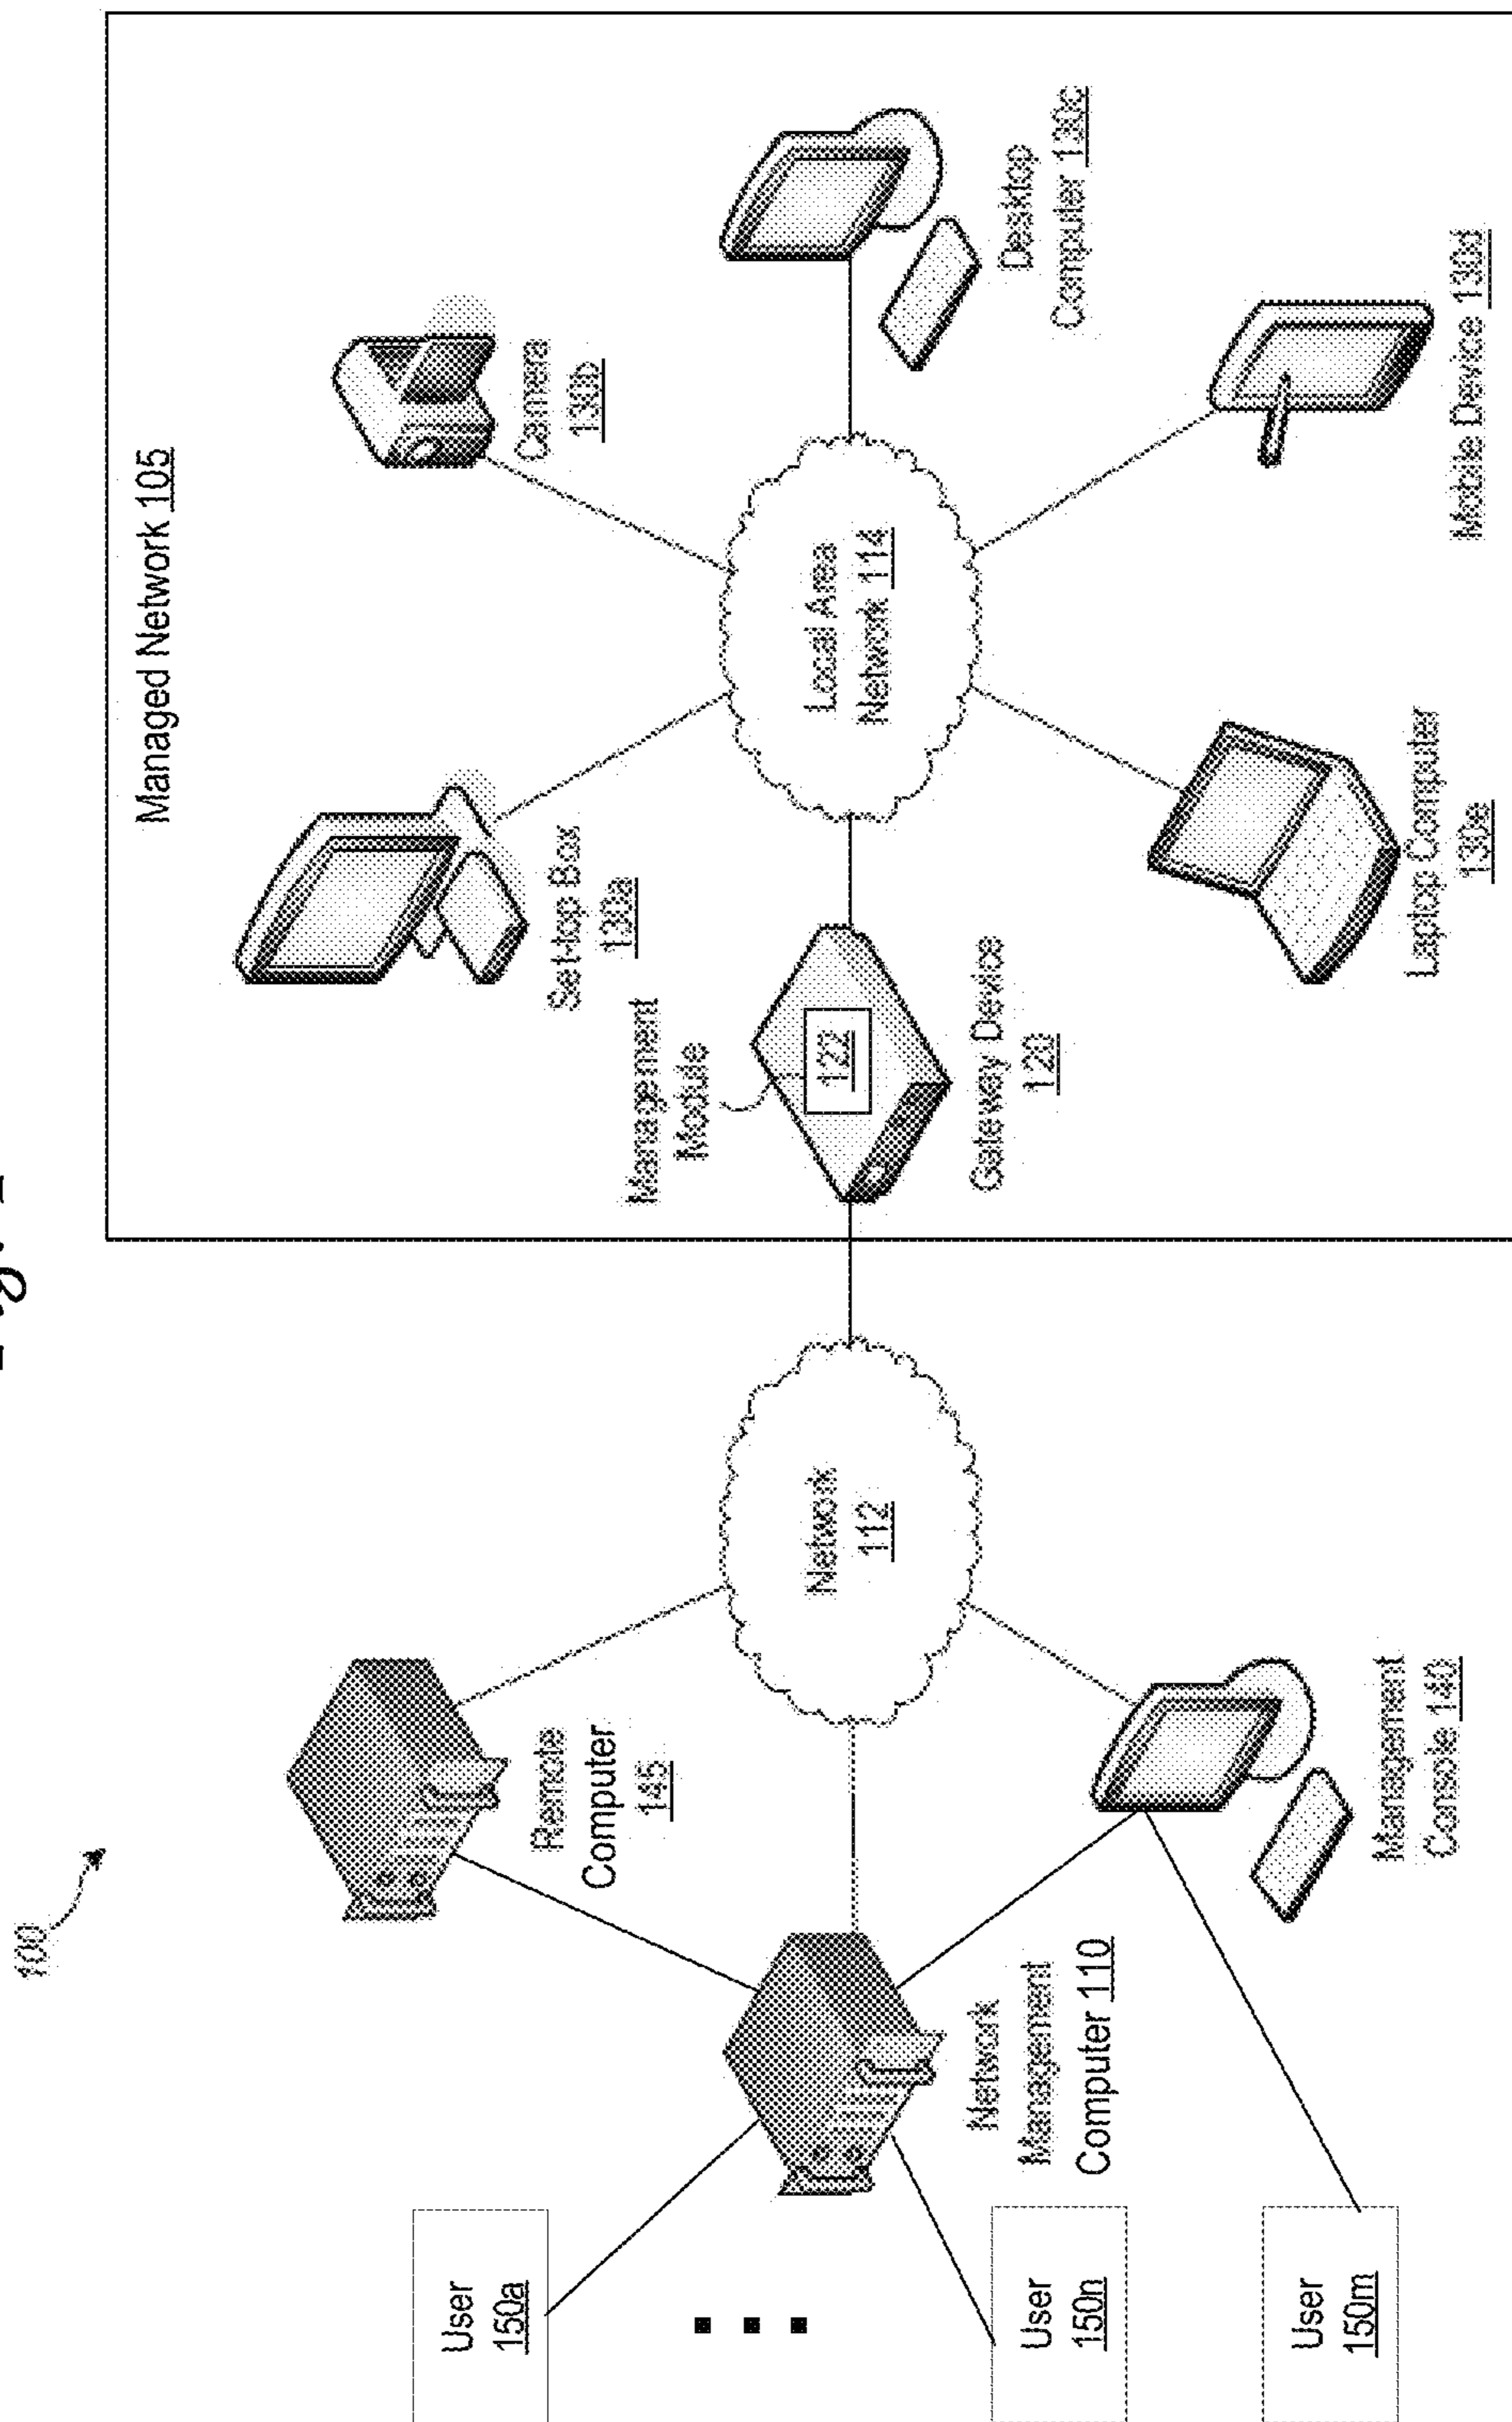 100
Managed Network 105
Set-top Box
130a
Camera
130b
Management
Module
122
Gateway Device
120
Local Area
Network 114
Desktop
Computer 130c
Laptop Computer
130e
Mobile Device 130d
Remote
Computer
145
Network
112
Network
Management
Computer 110
Management
Console 140
User
150a
User
150n
User
150m